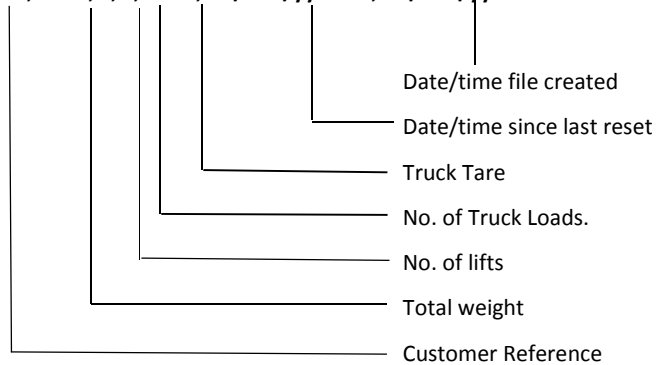 Date/time file created
Date/time since last reset
Truck Tare
No. of Truck Loads.
No. of lifts
Total weight
Customer Reference